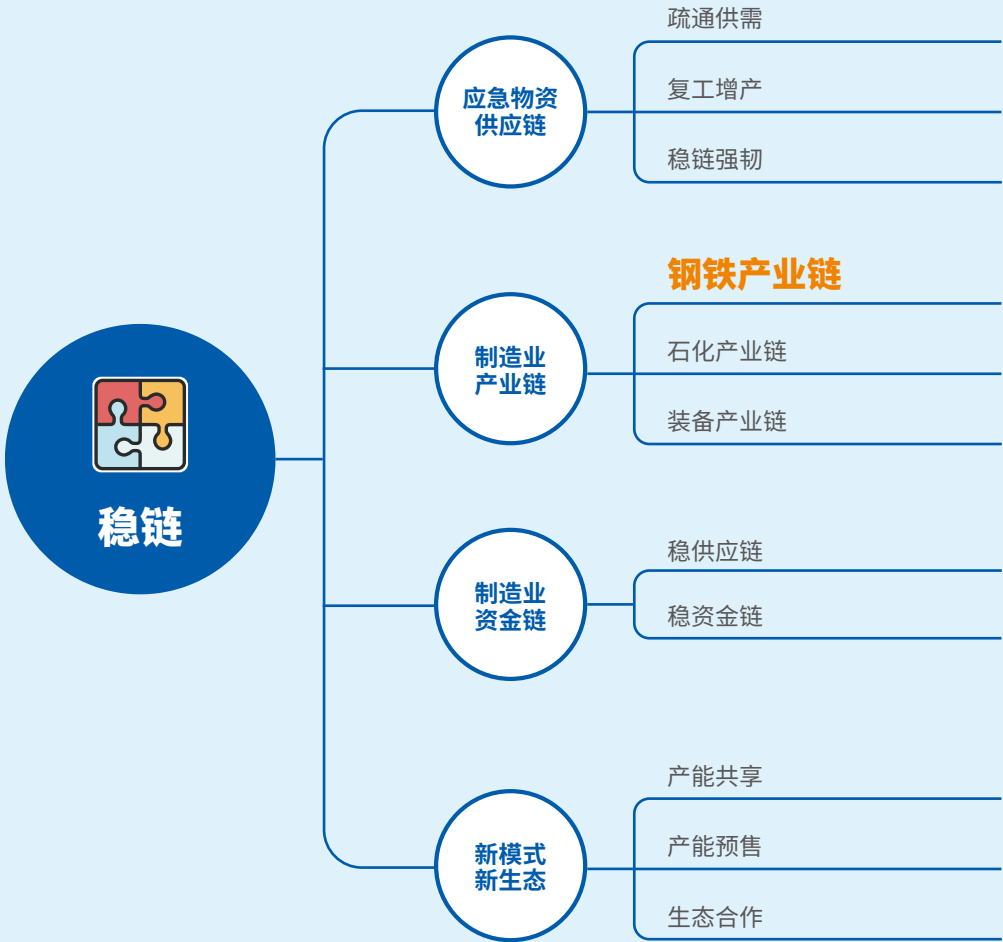 稳链
应急物资
供应链
疏通供需
复工增产
稳链强韧
制造业
产业链
钢铁产业链
石化产业链
装备产业链
制造业
资金链
稳供应链
稳资金链
新模式
新生态
产能共享
产能预售
生态合作